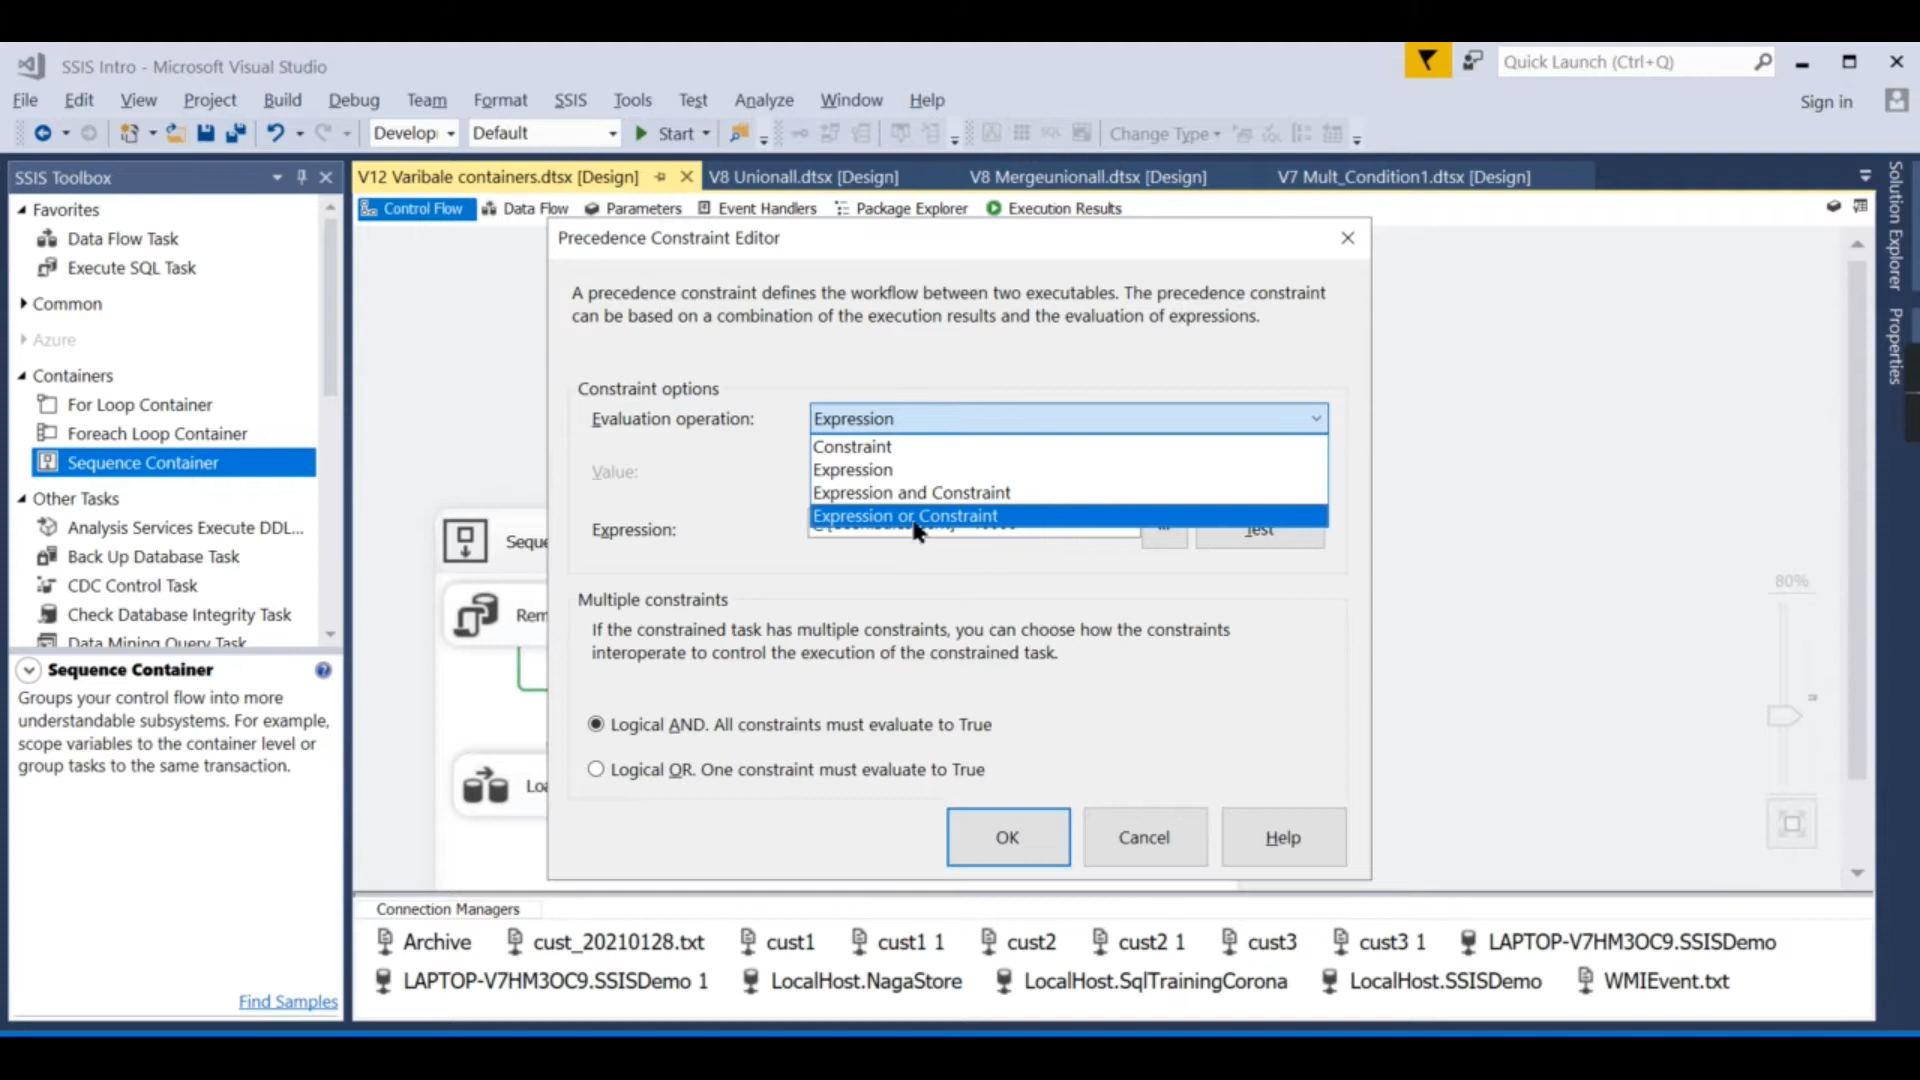 SSIS Intro - Microsoft Visual Studio
Quick Launch (Ctrl+Q)
File Edit View Project Build Debug Team Format SSIS Tools Test Analyze Window Help
Sign in
Develop Default Start Change Type
SSIS Toolbox
V12 Varibale containers.dtsx [Design] V8 Unionall.dtsx [Design] V8 Mergeunionall.dtsx [Design] V7 Mult_Condition1.dtsx [Design]
Control Flow Data Flow Parameters Event Handlers Package Explorer Execution Results
Favorites
Data Flow Task
Execute SQL Task
Common
Azure
Containers
For Loop Container
Foreach Loop Container
Sequence Container
Other Tasks
Analysis Services Execute DDL...
Back Up Database Task
CDC Control Task
Check Database Integrity Task
Data Mining Query Task
Sequence Container
Groups your control flow into more
understandable subsystems. For example,
scope variables to the container level or
group tasks to the same transaction.
Find Samples
Seque
Rem
Loa
Precedence Constraint Editor
A precedence constraint defines the workflow between two executables. The precedence constraint
can be based on a combination of the execution results and the evaluation of expressions.
Constraint options
Evaluation operation: Expression
Constraint
Expression
Expression and Constraint
Expression or Constraint
Value:
Expression: ... Test
Multiple constraints
If the constrained task has multiple constraints, you can choose how the constraints
interoperate to control the execution of the constrained task.
Logical AND. All constraints must evaluate to True
Logical OR. One constraint must evaluate to True
OK Cancel Help
80%
Solution Explorer
Properties
Connection Managers
Archive cust_20210128.txt cust1 cust1 1 cust2 cust2 1 cust3 cust3 1 LAPTOP-V7HM3OC9.SSISDemo
LAPTOP-V7HM3OC9.SSISDemo 1 LocalHost.NagaStore LocalHost.SqlTrainingCorona LocalHost.SSISDemo WMIEvent.txt